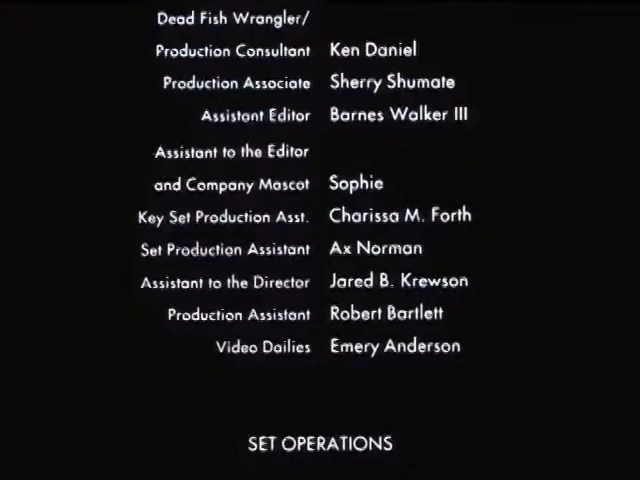 Dead Fish Wrangler/
Production Consultant Ken Daniel
Production Associate Sherry Shumate
Assistant Editor Barnes Walker III
Assistant to the Editor
and Company Mascot Sophie
Key Set Production Asst. Charissa M. Forth
Set Production Assistant Ax Norman
Assistant to the Director Jared B. Krewson
Production Assistant Robert Bartlett
Video Dailies Emery Anderson
SET OPERATIONS